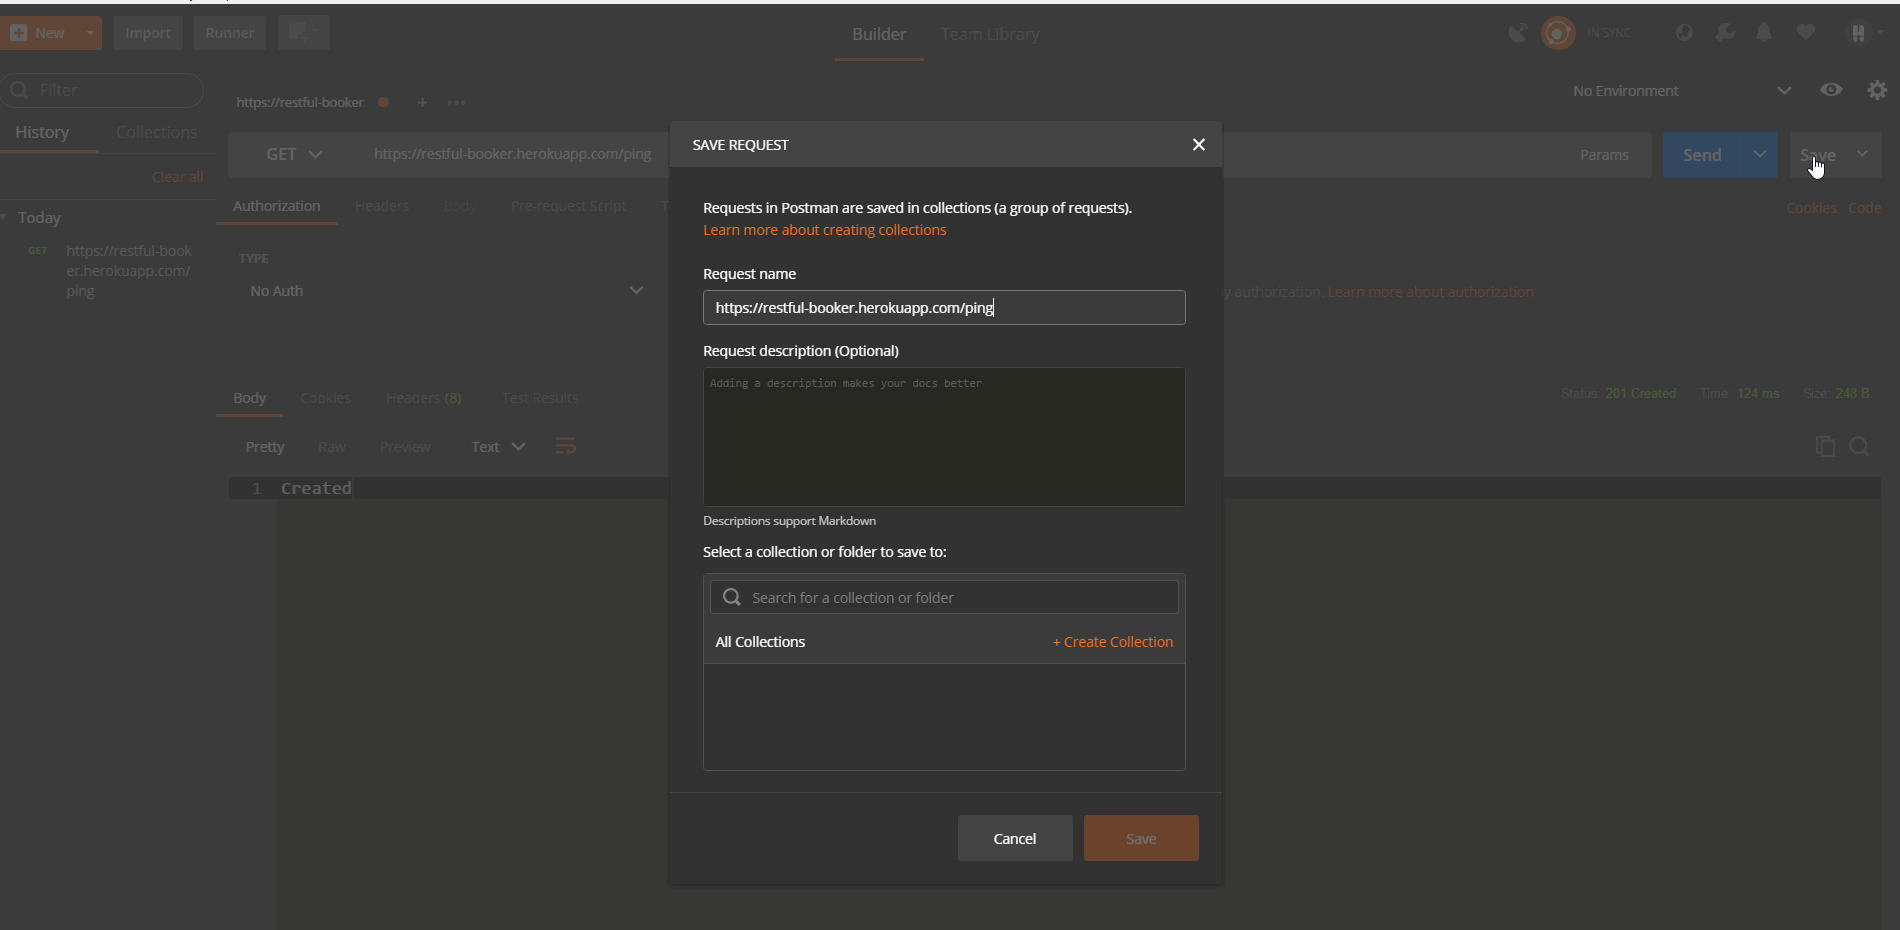 New
Import
Runner
Builder
Team Library
IN SYNC
Filter
https://restful-booker
No Environment
History
Collections
GET
https://restful-booker.herokuapp.com/ping
Params
Send
Save
Clear all
Authorization
Headers
Body
Pre-request Script
Cookies
Code
Today
GET
https://restful-book
er.herokuapp.com/
ping
TYPE
No Auth
authorization. Learn more about authorization
Body
Cookies
Headers (8)
Test Results
Status: 201 Created
Time: 124 ms
Size: 248 B
Pretty
Raw
Preview
Text
1 Created
SAVE REQUEST
Requests in Postman are saved in collections (a group of requests).
Learn more about creating collections
Request name
https://restful-booker.herokuapp.com/ping
Request description (Optional)
Adding a description makes your docs better
Descriptions support Markdown
Select a collection or folder to save to:
Search for a collection or folder
All Collections
+ Create Collection
Cancel
Save